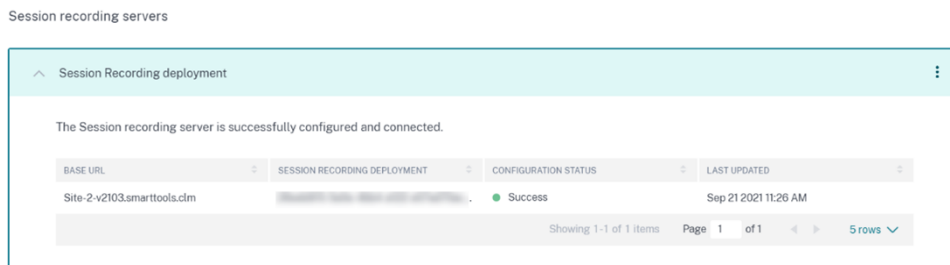 Session recording servers
Session Recording deployment
The Session recording server is successfully configured and connected.
BASE URL SESSION RECORDING DEPLOYMENT CONFIGURATION STATUS LAST UPDATED
Site-2-v2103.smarttools.clm . Success Sep 21 2021 11:26 AM
Showing 1-1 of 1 items Page 1 of 1 5 rows